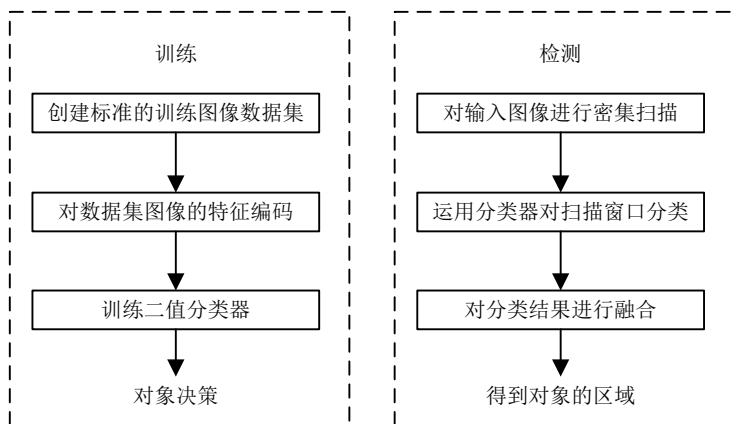 训练
创建标准的训练图像数据集
对数据集图像的特征编码
训练二值分类器
对象决策
检测
对输入图像进行密集扫描
运用分类器对扫描窗口分类
对分类结果进行融合
得到对象的区域